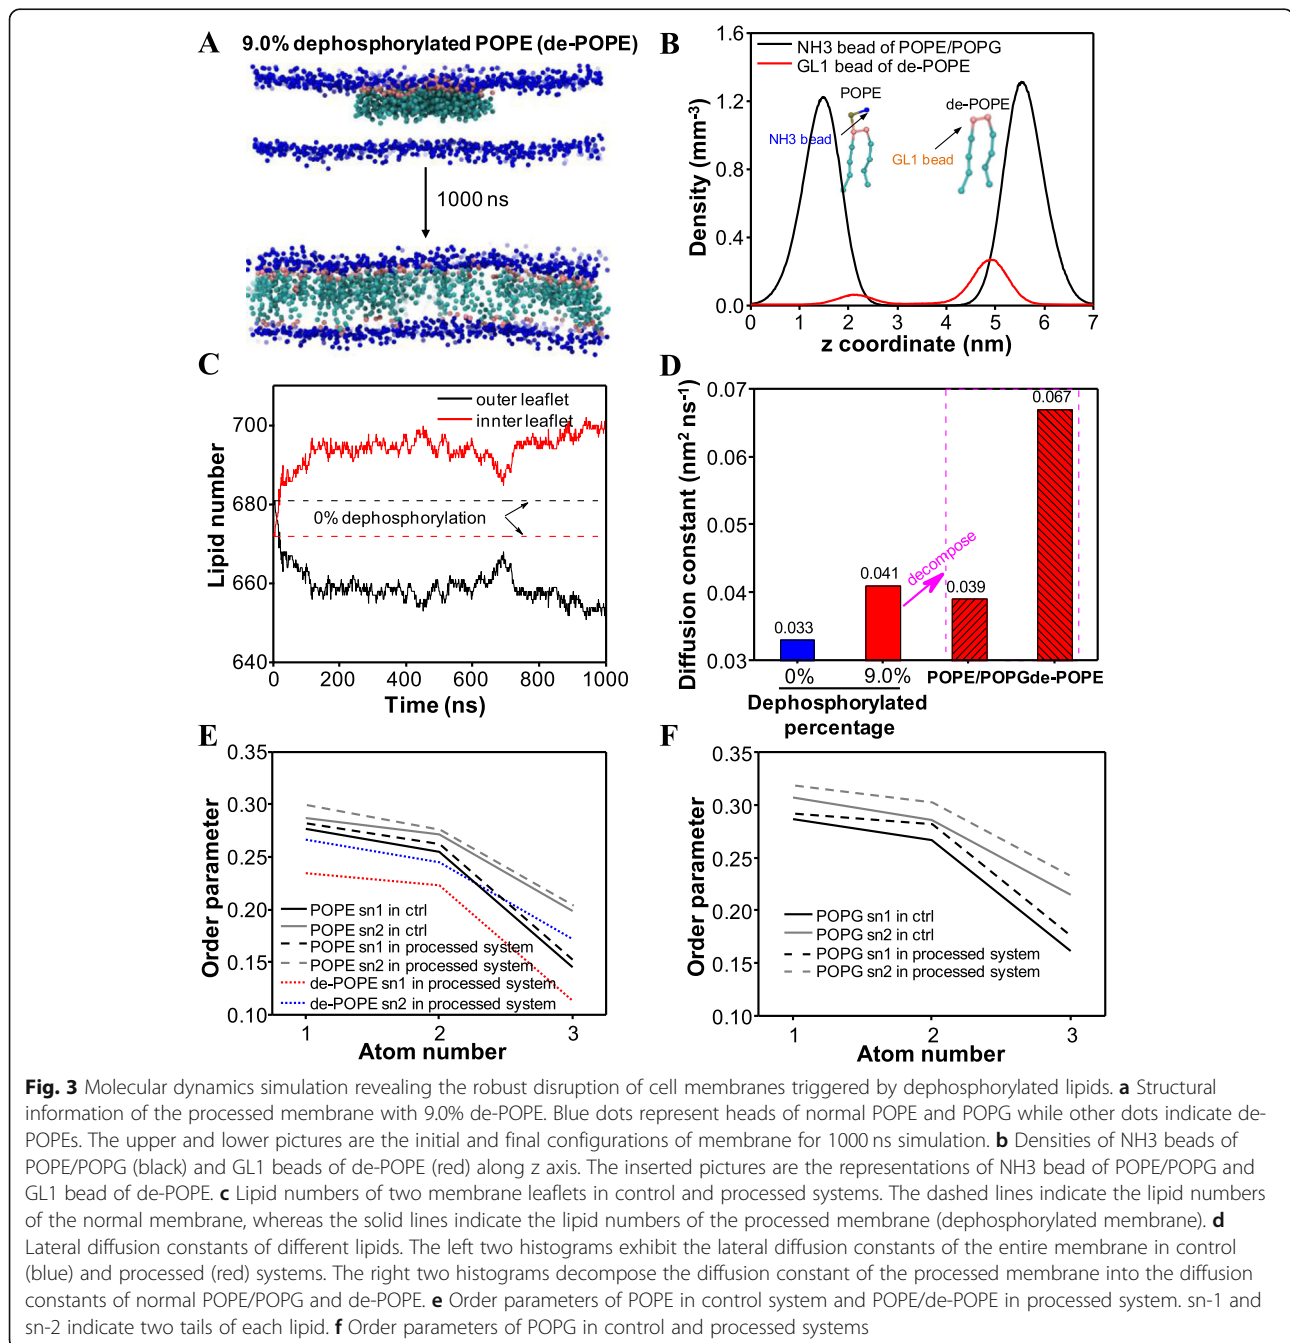 A
9.0% dephosphorylated POPE (de-POPE)
1000 ns
B
NH3 bead of POPE/POPG
GL1 bead of de-POPE
POPE
de-POPE
NH3 bead
GL1 bead
Density (mm-3)
1.6
1.2
0.8
0.4
0.0
0 1 2 3 4 5 6 7
z coordinate (nm)
C
outer leaflet
innter leaflet
0% dephosphorylation
Lipid number
700
680
660
640
0 200 400 600 800 1000
Time (ns)
D
Diffusion constant (nm² ns⁻¹)
0.07
0.06
0.05
0.04
0.03
0.033
0.041
0.039
0.067
decompose
0% 9.0% POPE/POPGde-POPE
Dephosphorylated
percentage
E
Order parameter
0.35
0.30
0.25
0.20
0.15
0.10
POPE sn1 in ctrl
POPE sn2 in ctrl
POPE sn1 in processed system
POPE sn2 in processed system
de-POPE sn1 in processed system
de-POPE sn2 in processed system
1 2 3
Atom number
F
Order parameter
0.35
0.30
0.25
0.20
0.15
0.10
POPG sn1 in ctrl
POPG sn2 in ctrl
POPG sn1 in processed system
POPG sn2 in processed system
1 2 3
Atom number
Fig. 3 Molecular dynamics simulation revealing the robust disruption of cell membranes triggered by dephosphorylated lipids. a Structural
information of the processed membrane with 9.0% de-POPE. Blue dots represent heads of normal POPE and POPG while other dots indicate de-
POPEs. The upper and lower pictures are the initial and final configurations of membrane for 1000 ns simulation. b Densities of NH3 beads of
POPE/POPG (black) and GL1 beads of de-POPE (red) along z axis. The inserted pictures are the representations of NH3 bead of POPE/POPG and
GL1 bead of de-POPE. c Lipid numbers of two membrane leaflets in control and processed systems. The dashed lines indicate the lipid numbers
of the normal membrane, whereas the solid lines indicate the lipid numbers of the processed membrane (dephosphorylated membrane). d
Lateral diffusion constants of different lipids. The left two histograms exhibit the lateral diffusion constants of the entire membrane in control
(blue) and processed (red) systems. The right two histograms decompose the diffusion constant of the processed membrane into the diffusion
constants of normal POPE/POPG and de-POPE. e Order parameters of POPE in control system and POPE/de-POPE in processed system. sn-1 and
sn-2 indicate two tails of each lipid. f Order parameters of POPG in control and processed systems